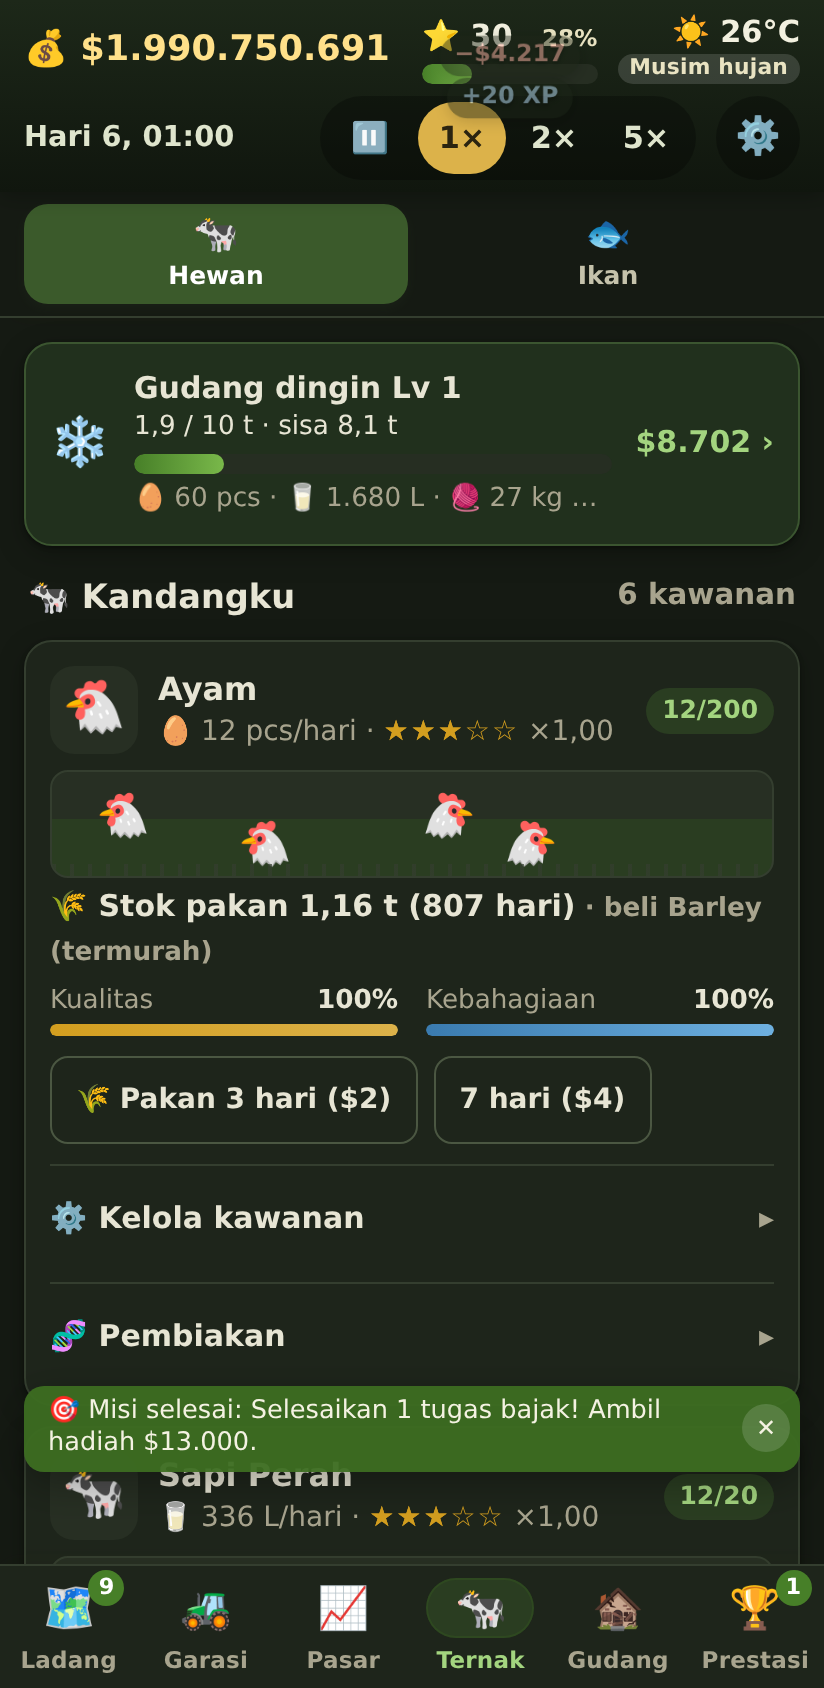 $1.990.750.691
30
28%
−$4.217
+20 XP
26°C
Musim hujan
Hari 6, 01:00
1×
2×
5×
Hewan
Ikan
Gudang dingin Lv 1
1,9 / 10 t · sisa 8,1 t
$8.702 ›
60 pcs · 1.680 L · 27 kg ...
Kandangku
6 kawanan
Ayam
12 pcs/hari · ★★★☆☆ ×1,00
12/200
Stok pakan 1,16 t (807 hari) · beli Barley
(termurah)
Kualitas 100%
Kebahagiaan 100%
Pakan 3 hari ($2)
7 hari ($4)
Kelola kawanan
Pembiakan
Misi selesai: Selesaikan 1 tugas bajak! Ambil
hadiah $13.000.
Sapi Perah
336 L/hari · ★★★☆☆ ×1,00
12/20
9
1
Ladang
Garasi
Pasar
Ternak
Gudang
Prestasi